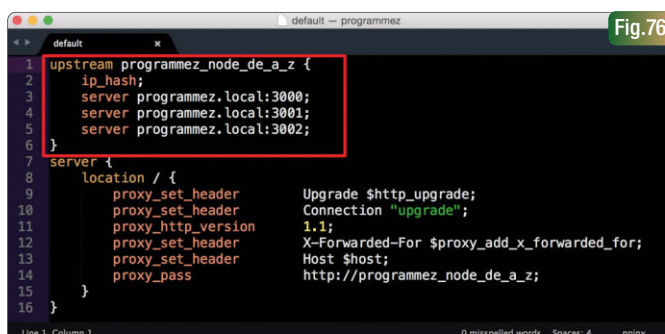 default — programmez
Fig.76
default x
1 upstream programmez_node_de_a_z {
2 ip_hash;
3 server programmez.local:3000;
4 server programmez.local:3001;
5 server programmez.local:3002;
6 }
7 server {
8 location / {
9 proxy_set_header Upgrade $http_upgrade;
10 proxy_set_header Connection "upgrade";
11 proxy_http_version 1.1;
12 proxy_set_header X-Forwarded-For $proxy_add_x_forwarded_for;
13 proxy_set_header Host $host;
14 proxy_pass http://programmez_node_de_a_z;
15 }
16 }
Line 1, Column 1 0 misspelled words Spaces: 4 nginx